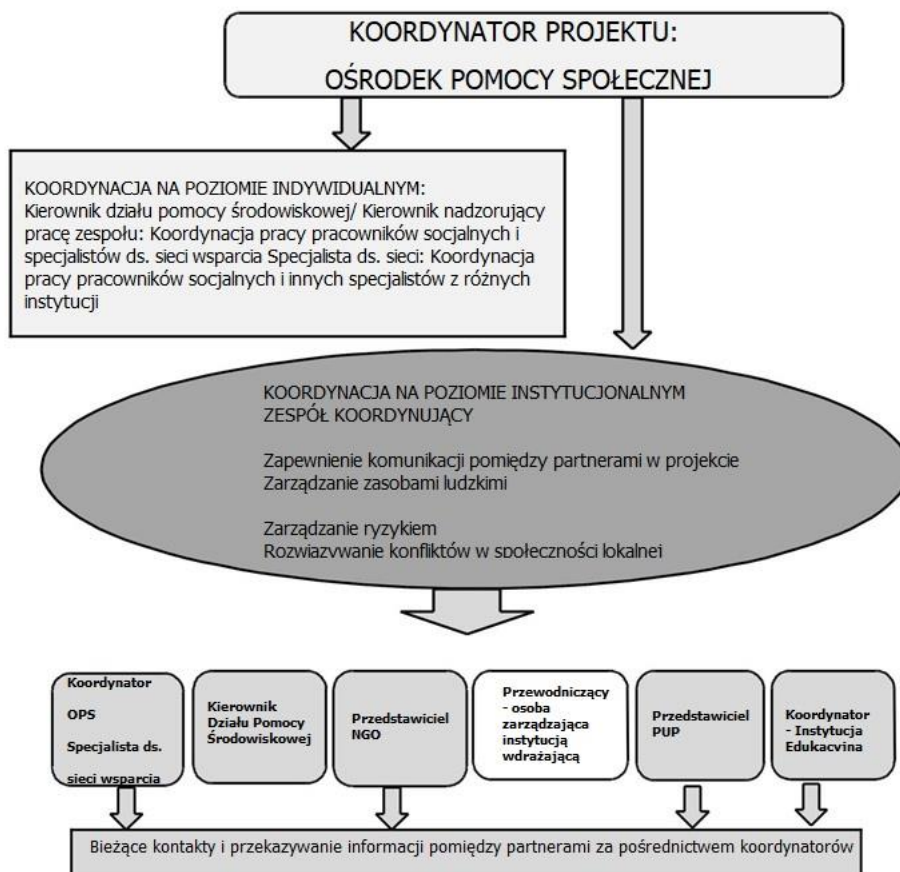 KOORDYNATOR PROJEKTU:
OŚRODEK POMOCY SPOŁECZNEJ
KOORDYNACJA NA POZIOMIE INDYWIDUALNYM:
Kierownik działu pomocy środowiskowej/ Kierownik nadzorujący
pracę zespołu: Koordynacja pracy pracowników socjalnych i
specjalistów ds. sieci wsparcia Specjalista ds. sieci: Koordynacja
pracy pracowników socjalnych i innych specjalistów z różnych
instytucji
KOORDYNACJA NA POZIOMIE INSTYTUCJONALNYM
ZESPÓŁ KOORDYNUJĄCY
Zapewnienie komunikacji pomiędzy partnerami w projekcie
Zarządzanie zasobami ludzkimi
Zarządzanie ryzykiem
Rozwiązywanie konfliktów w społeczności lokalnej
Koordynator
OPS
Specjalista ds.
sieci wsparcia
Kierownik
Działu Pomocy
Środowiskowej
Przedstawiciel
NGO
Przewodniczący
- osoba
zarządzająca
instytucją
wdrażającą
Przedstawiciel
PUP
Koordynator
- Instytucja
Edukacyjna
Bieżące kontakty i przekazywanie informacji pomiędzy partnerami za pośrednictwem koordynatorów